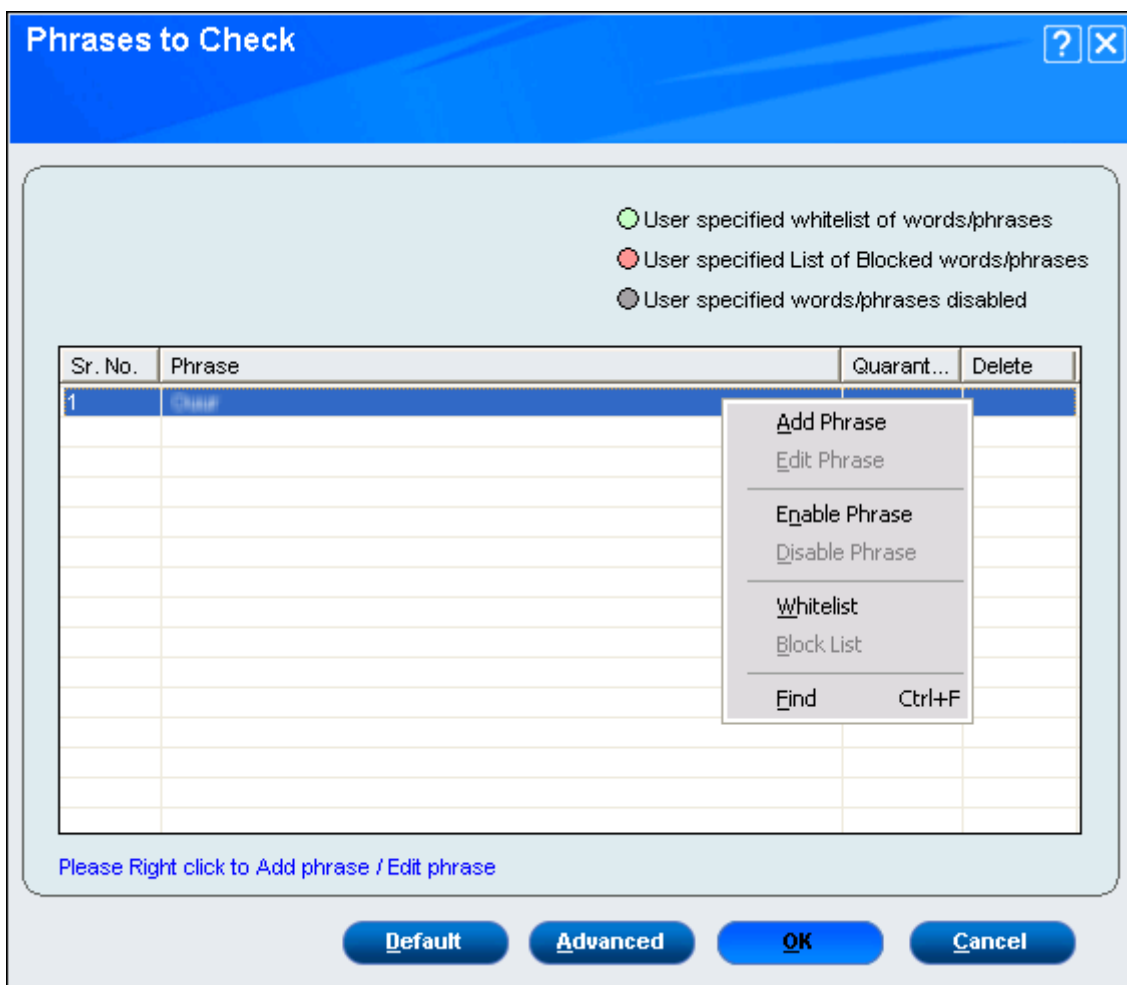 Phrases to Check
User specified whitelist of words/phrases
User specified List of Blocked words/phrases
User specified words/phrases disabled
Sr. No. Phrase Quarant... Delete
1
Add Phrase
Edit Phrase
Enable Phrase
Disable Phrase
Whitelist
Block List
Find Ctrl+F
Please Right click to Add phrase / Edit phrase
Default Advanced OK Cancel